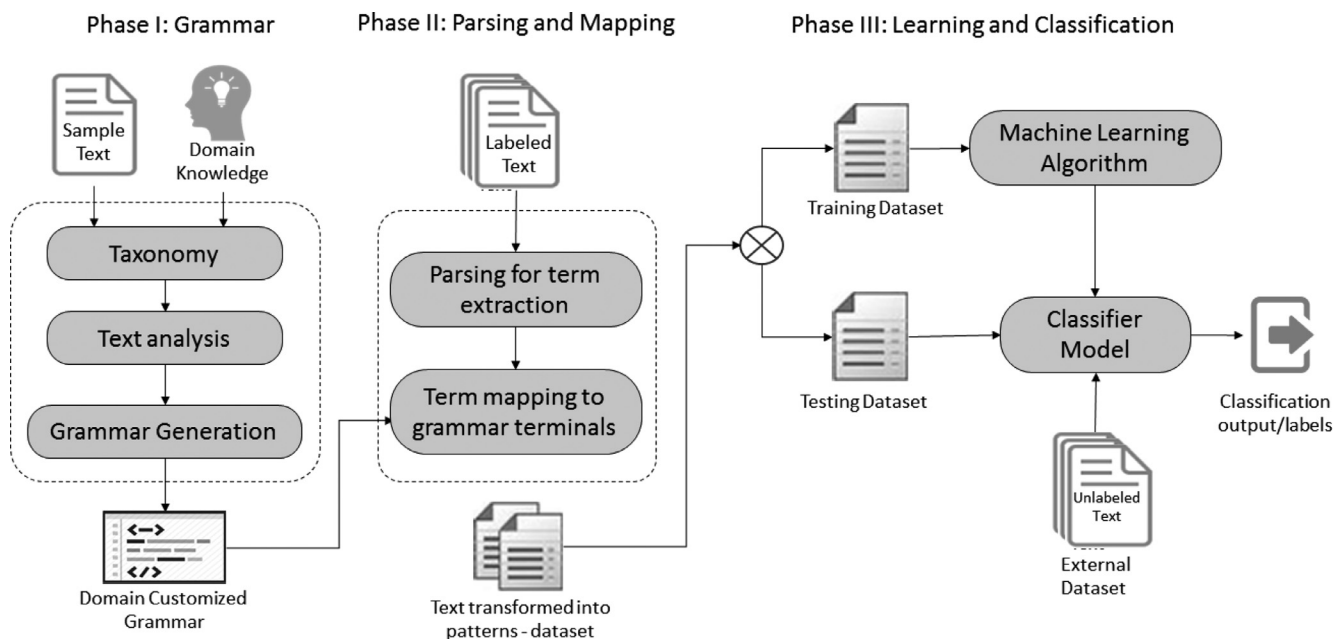 Phase I: Grammar
Phase II: Parsing and Mapping
Phase III: Learning and Classification
Sample
Text
Domain
Knowledge
Taxonomy
Text analysis
Grammar Generation
Domain Customized
Grammar
Labeled
Text
Parsing for term
extraction
Term mapping to
grammar terminals
Text transformed into
patterns - dataset
Training Dataset
Machine Learning
Algorithm
Testing Dataset
Classifier
Model
Classification
output/labels
Unlabeled
Text
External
Dataset